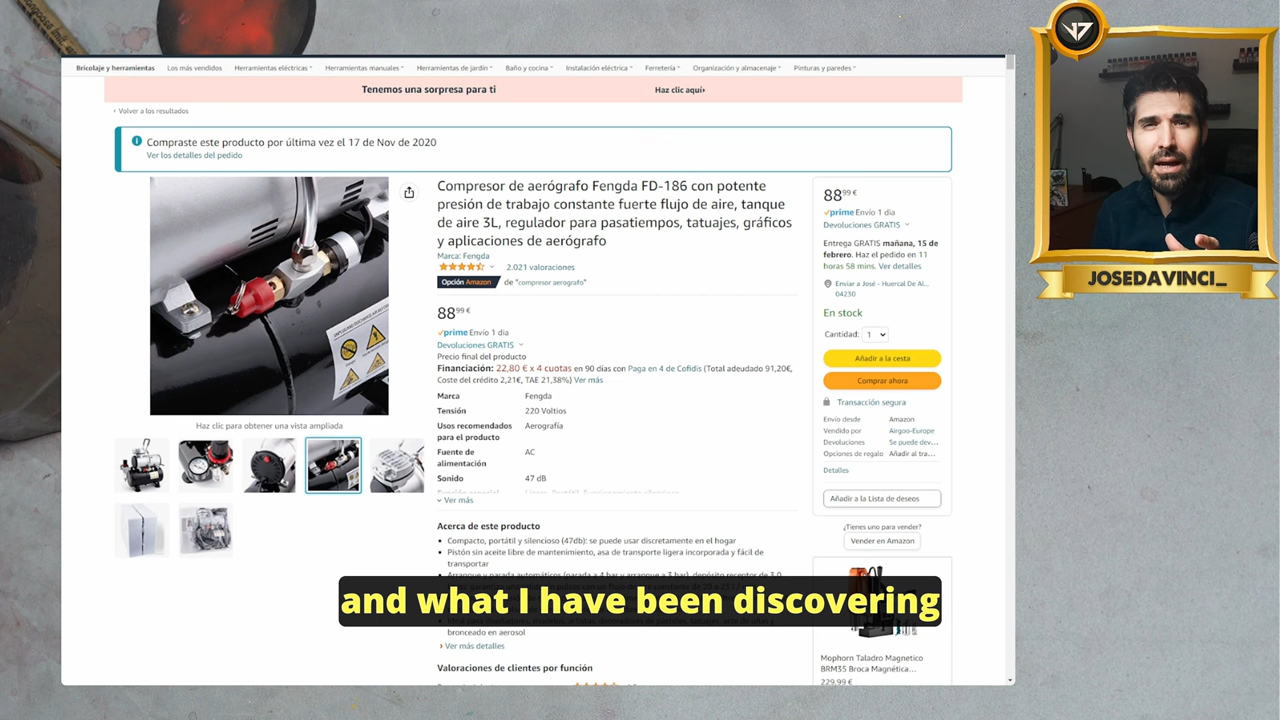 Bricolaje y herramientas Los más vendidos Herramientas eléctricas Herramientas manuales Herramientas de jardín Baño y cocina Instalación eléctrica Ferretería Organización y almacenaje Pinturas y paredes
Tenemos una sorpresa para ti Haz clic aquí›
‹ Volver a los resultados
Compraste este producto por última vez el 17 de Nov de 2020
Ver los detalles del pedido
Compresor de aerógrafo Fengda FD-186 con potente
presión de trabajo constante fuerte flujo de aire, tanque
de aire 3L, regulador para pasatiempos, tatuajes, gráficos
y aplicaciones de aerógrafo
Marca: Fengda
2.021 valoraciones
Opción Amazon de "compresor aerografo"
88,99 €
prime Envío 1 día
Devoluciones GRATIS
Precio final del producto
Financiación: 22,80 € x 4 cuotas en 90 días con Paga en 4 de Cofidis (Total adeudado 91,20€,
Coste del crédito 2,21€, TAE 21,38%) Ver más
Marca Fengda
Tensión 220 Voltios
Usos recomendados Aerografía
para el producto
Fuente de AC
alimentación
Sonido 47 dB
Ver más
Acerca de este producto
• Compacto, portátil y silencioso (47db): se puede usar discretamente en el hogar
• Pistón sin aceite libre de mantenimiento, asa de transporte ligera incorporada y fácil de
transportar
bronceado en aerosol
› Ver más detalles
Valoraciones de clientes por función
Haz clic para obtener una vista ampliada
88,99 €
prime Envío 1 día
Devoluciones GRATIS
Entrega GRATIS mañana, 15 de
febrero. Haz el pedido en 11
horas 58 mins. Ver detalles
Enviar a José - Huercal De Al...
04230
En stock
Cantidad: 1
Añadir a la cesta
Comprar ahora
Transacción segura
Envío desde Amazon
Vendido por Airgoo-Europe
Devoluciones Se puede dev...
Opciones de regalo Añadir al tra...
Detalles
Añadir a la Lista de deseos
¿Tienes uno para vender?
Vender en Amazon
Mophorn Taladro Magnetico
BRM35 Broca Magnética...
229,99 €
JOSEDAVINCI_
and what I have been discovering